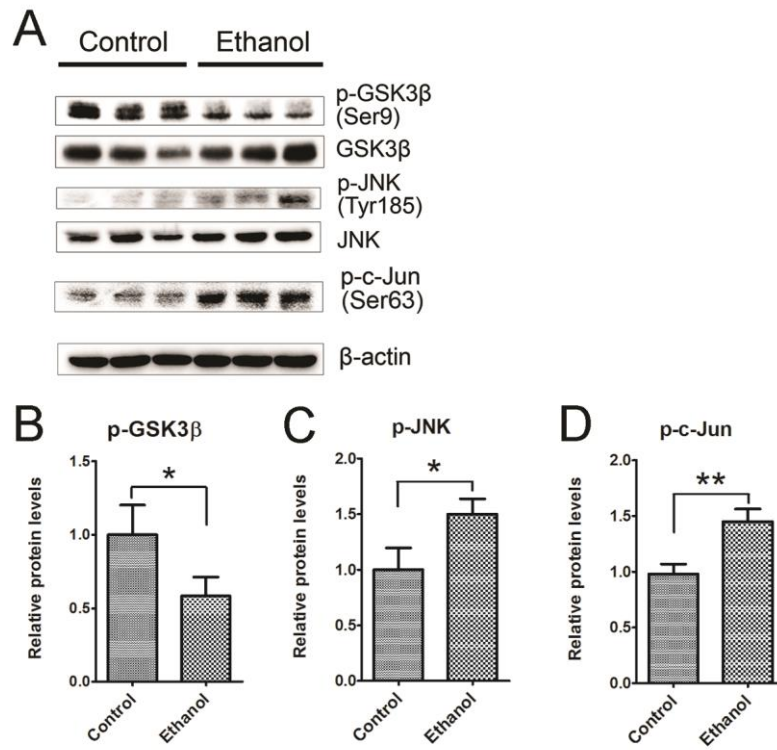 A
Control Ethanol
p-GSK3β
(Ser9)
GSK3β
p-JNK
(Tyr185)
JNK
p-c-Jun
(Ser63)
β-actin
B
p-GSK3β
Relative protein levels
1.5
1.0
0.5
0.0
*
Control
Ethanol
C
p-JNK
Relative protein levels
2.0
1.5
1.0
0.5
0.0
*
Control
Ethanol
D
p-c-Jun
Relative protein levels
2.0
1.5
1.0
0.5
0.0
**
Control
Ethanol